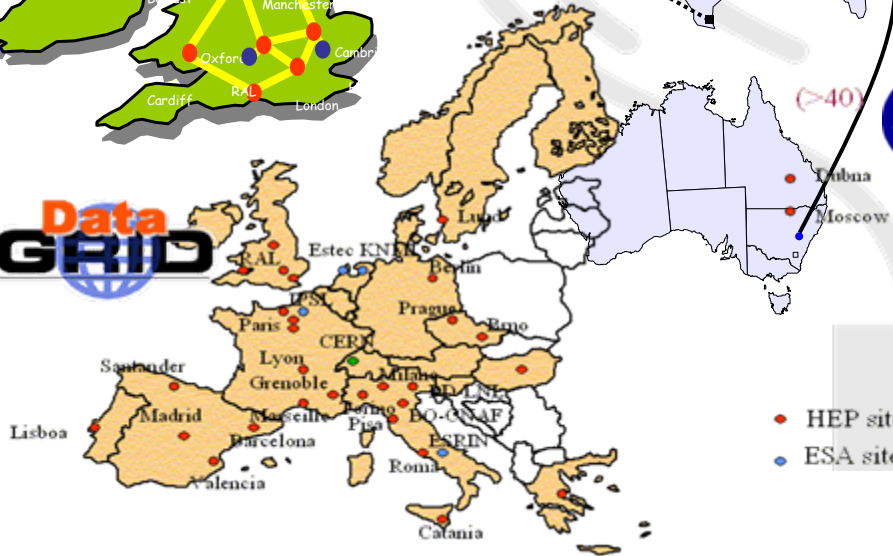 Manchester
Oxford
Cardiff
RAL
London
(>40)
Dubna
Moscow
Data
GRID
Lund
Estec KNMI
RAL
Berlin
IPSL
Paris
Prague
Brno
CERN
Lyon
Santander
Grenoble
Milano
PD-LNL
Torino
Madrid
Marseille
BO-CNAF
HEP sit
Pisa
Lisboa
Barcelona
ESRIN
ESA site
Roma
Valencia
Catania